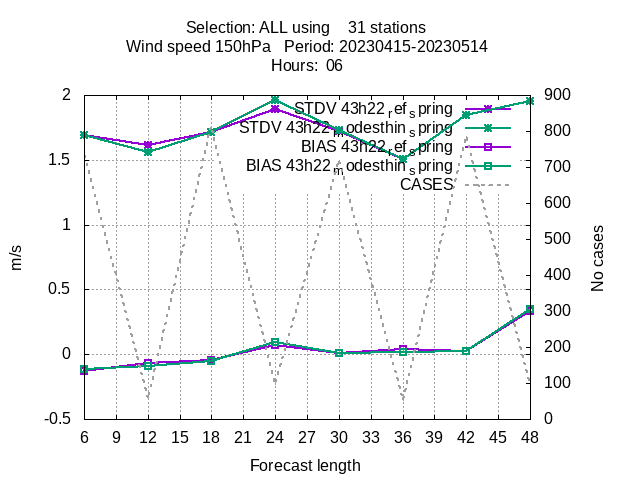 Selection: ALL using    31 stations
Wind speed 150hPa   Period: 20230415-20230514
Hours:  06
STDV 43h22_ref_spring
STDV 43h22_modesthin_spring
BIAS 43h22_ref_spring
BIAS 43h22_modesthin_spring
CASES
2
1.5
1
0.5
0
-0.5
m/s
900
800
700
600
500
400
300
200
100
0
No cases
6 9 12 15 18 21 24 27 30 33 36 39 42 45 48
Forecast length